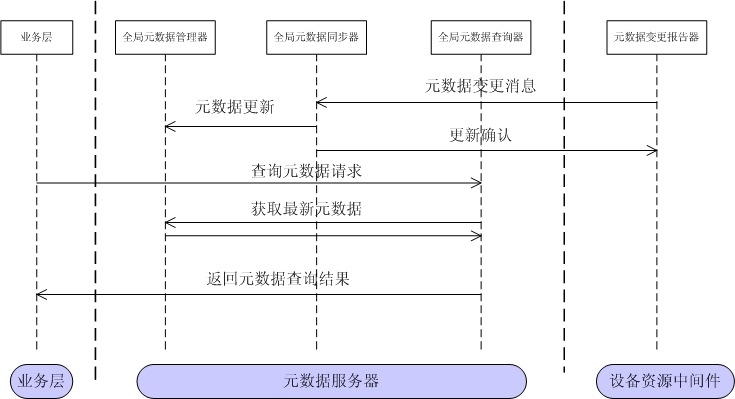 业务层
全局元数据管理器
全局元数据同步器
全局元数据查询器
元数据变更报告器
元数据变更消息
元数据更新
更新确认
查询元数据请求
获取最新元数据
返回元数据查询结果
业务层
元数据服务器
设备资源中间件